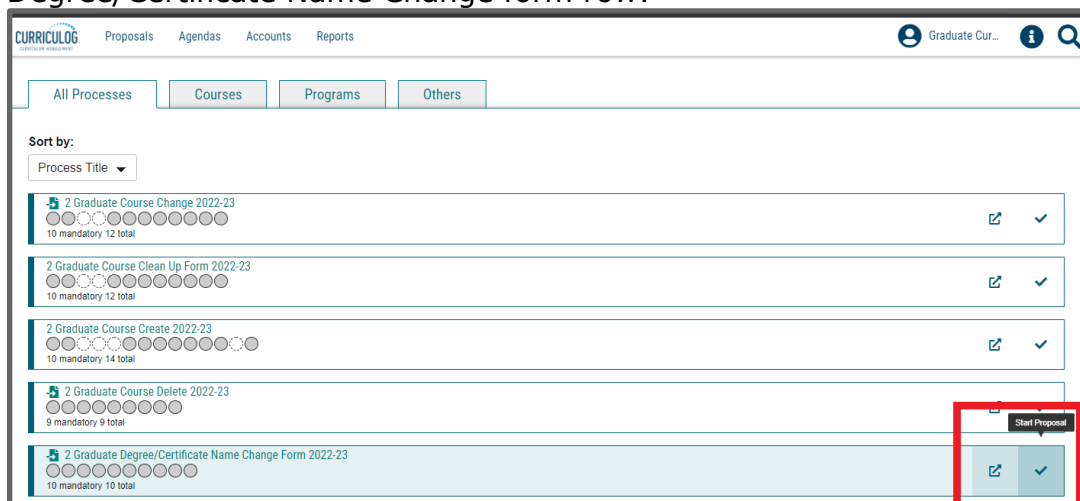 Degree/Certificate Name Change form row.
CURRICULOG Proposals Agendas Accounts Reports Graduate Cur...
CURRICULUM MANAGEMENT
All Processes Courses Programs Others
Sort by:
Process Title
2 Graduate Course Change 2022-23
10 mandatory 12 total
2 Graduate Course Clean Up Form 2022-23
10 mandatory 12 total
2 Graduate Course Create 2022-23
10 mandatory 14 total
2 Graduate Course Delete 2022-23
9 mandatory 9 total
Start Proposal
2 Graduate Degree/Certificate Name Change Form 2022-23
10 mandatory 10 total